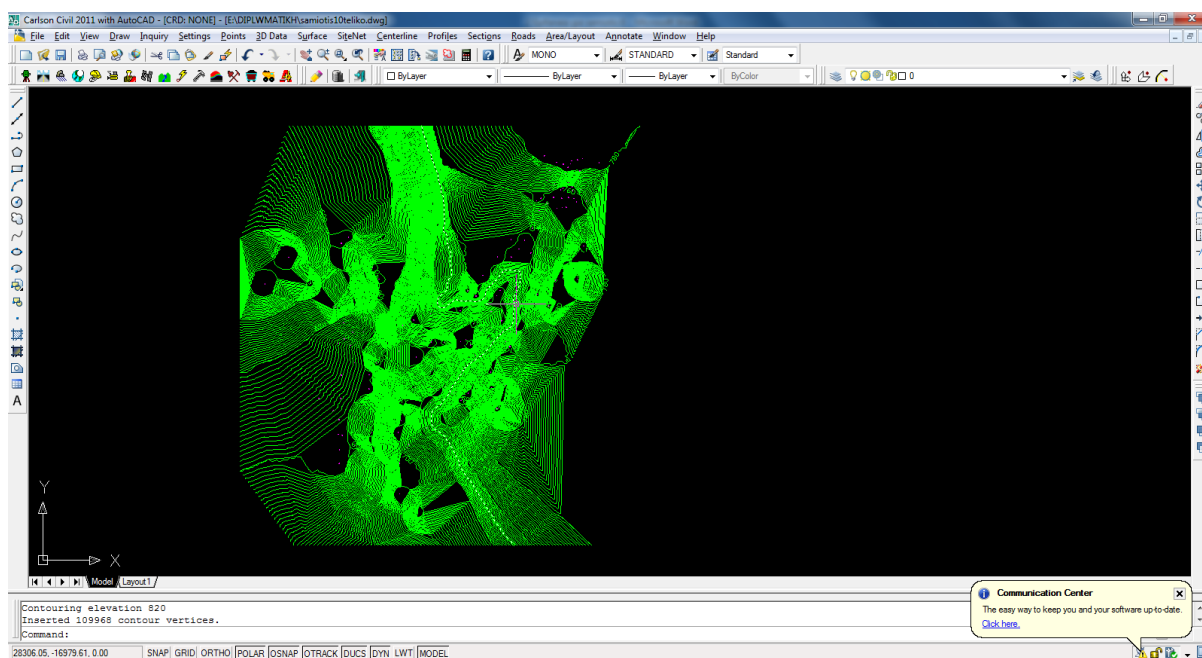 Carlson Civil 2011 with AutoCAD - [CRD: NONE] - [E:\DIPLWMATIKH\samiotis10teliko.dwg]
File Edit View Draw Inquiry Settings Points 3D Data Surface SiteNet Centerline Profiles Sections Roads Area/Layout Annotate Window Help
MONO STANDARD Standard
ByLayer ByLayer ByLayer ByColor 0
A
Y
X
Model Layout1
Contouring elevation 820
Inserted 109968 contour vertices.
Command:
Communication Center
The easy way to keep you and your software up-to-date.
Click here.
28306.05, -16979.61, 0.00 SNAP GRID ORTHO POLAR OSNAP OTRACK DUCS DYN LWT MODEL